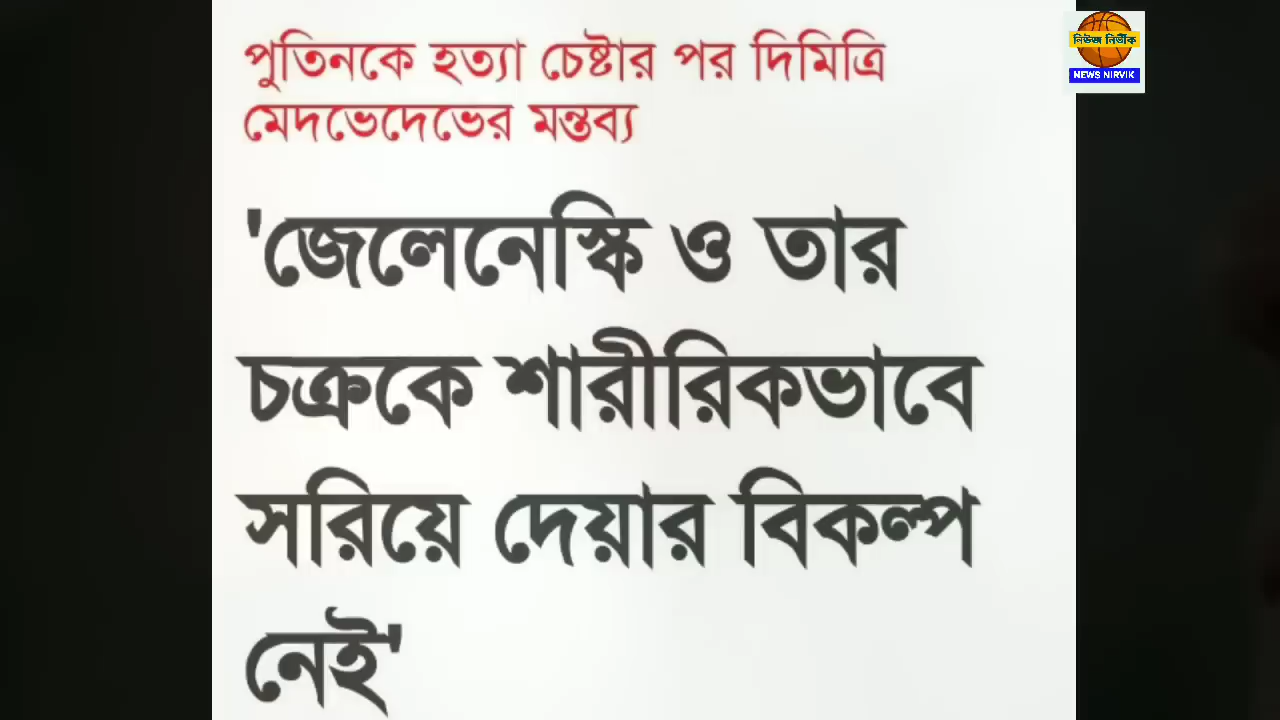 পুতিনকে হত্যা চেষ্টার পর দিমিত্রি
মেদভেদেভের মন্তব্য
'জেলেনেস্কি ও তার
চক্রকে শারীরিকভাবে
সরিয়ে দেয়ার বিকল্প
নেই'
নিউজ নির্ভীক
NEWS NIRVIK